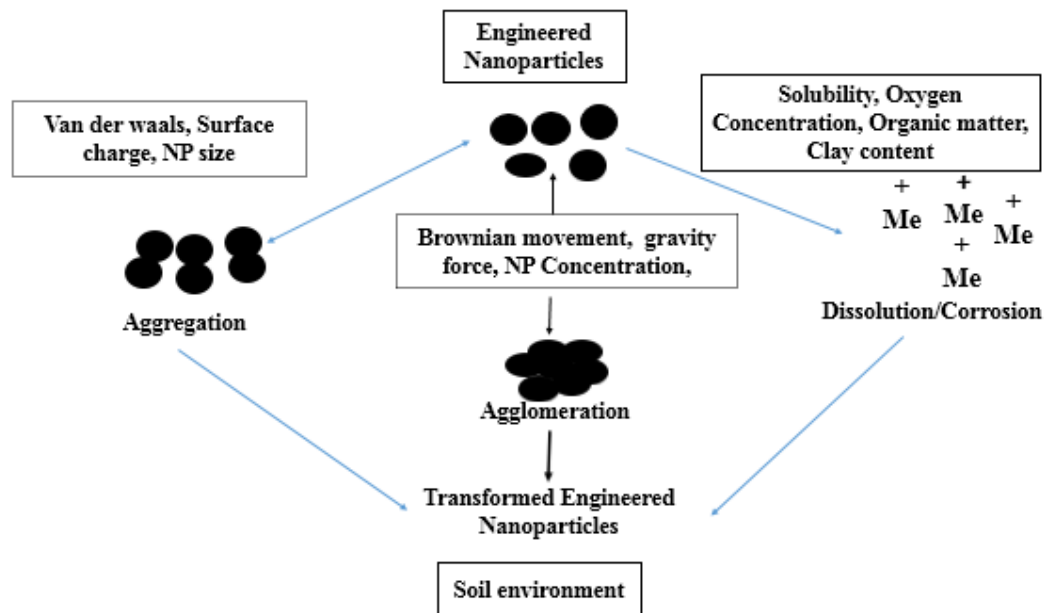 Engineered
Nanoparticles
Van der waals, Surface
charge, NP size
Solubility, Oxygen
Concentration, Organic matter,
Clay content
+
+
+
Me
Me
Me
+
Me
Brownian movement, gravity
force, NP Concentration,
Aggregation
Dissolution/Corrosion
Agglomeration
Transformed Engineered
Nanoparticles
Soil environment